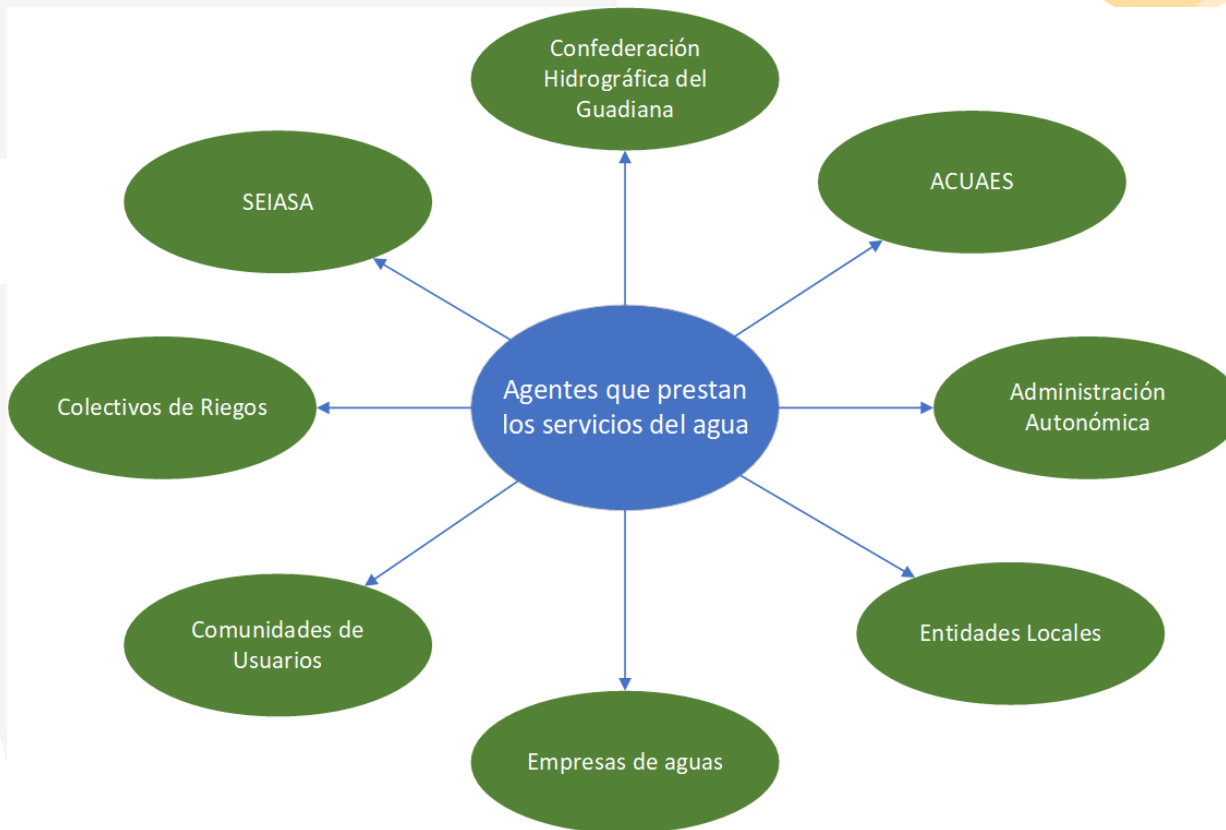 Confederación
Hidrográfica del
Guadiana
SEIASA
ACUAES
Agentes que prestan
los servicios del agua
Colectivos de Riegos
Administración
Autonómica
Comunidades de
Usuarios
Entidades Locales
Empresas de aguas